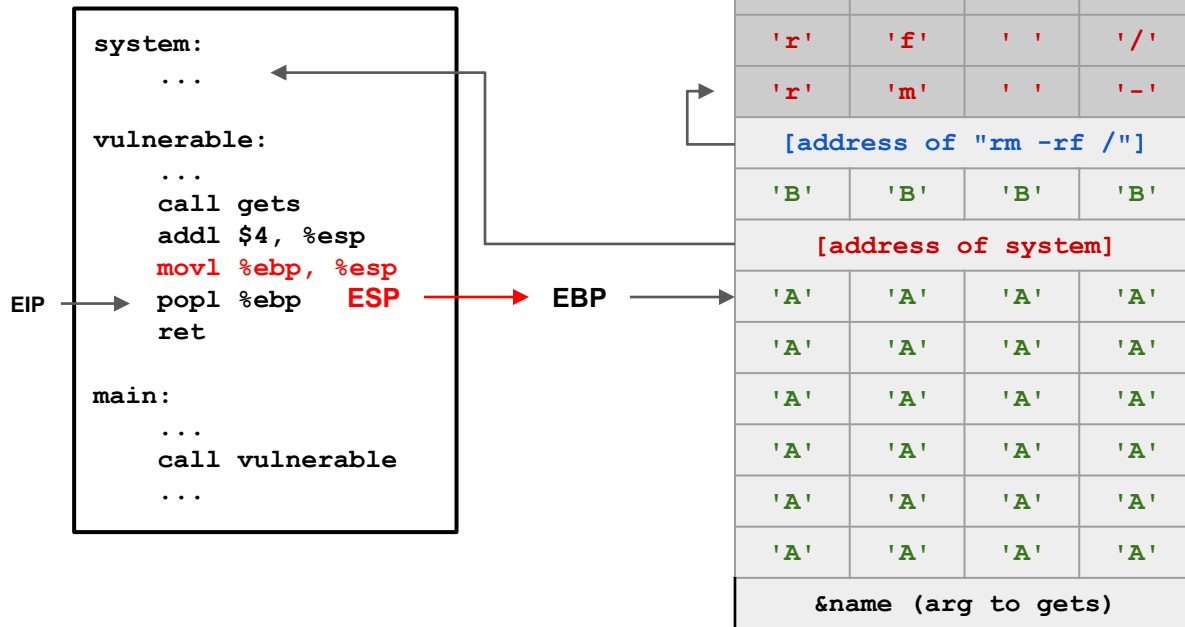 system:
...
vulnerable:
...
call gets
addl $4, %esp
movl %ebp, %esp
popl %ebp
ret
main:
...
call vulnerable
...
EIP
ESP
EBP
'r' 'f' ' ' '/'
'r' 'm' ' ' '-'
[address of "rm -rf /"]
'B' 'B' 'B' 'B'
[address of system]
'A' 'A' 'A' 'A'
'A' 'A' 'A' 'A'
'A' 'A' 'A' 'A'
'A' 'A' 'A' 'A'
'A' 'A' 'A' 'A'
'A' 'A' 'A' 'A'
&name (arg to gets)